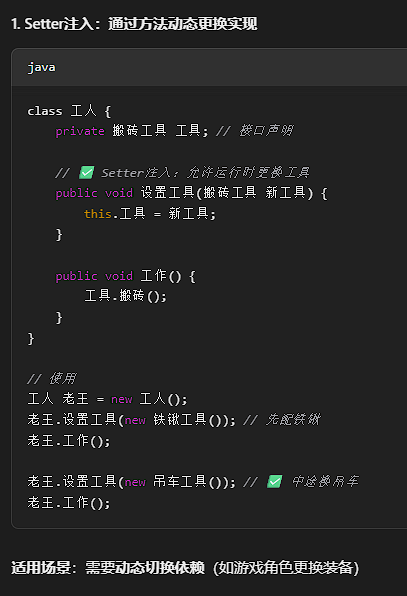 1. Setter注入：通过方法动态更换实现
java
class 工人 {
    private 搬砖工具 工具; // 接口声明
    // ✅ Setter注入：允许运行时更换工具
    public void 设置工具(搬砖工具 新工具) {
        this.工具 = 新工具;
    }
    public void 工作() {
        工具.搬砖();
    }
}
// 使用
工人 老王 = new 工人();
老王.设置工具(new 铁锹工具()); // 先配铁锹
老王.工作();
老王.设置工具(new 吊车工具()); // ✅ 中途换吊车
老王.工作();
适用场景：需要动态切换依赖（如游戏角色更换装备）